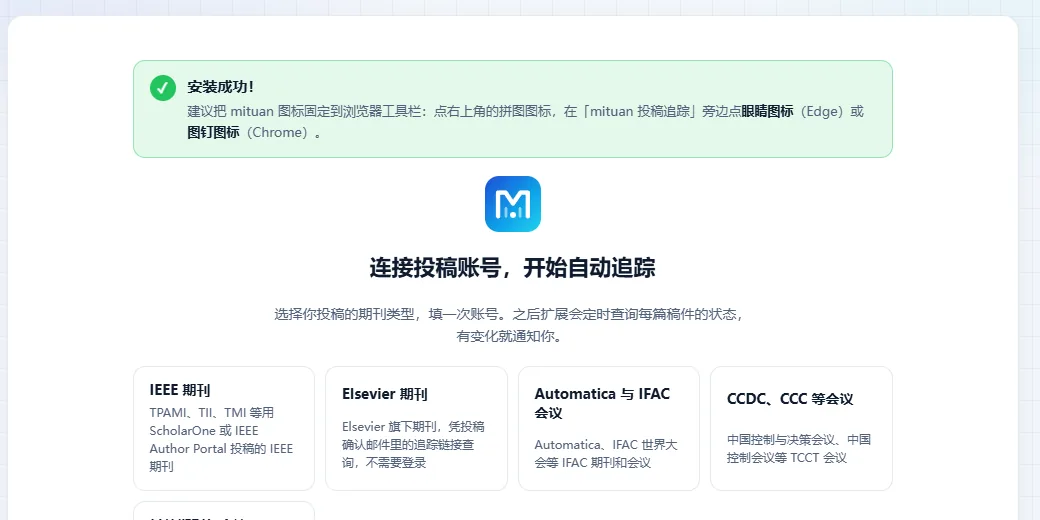 安装成功！
建议把 mituan 图标固定到浏览器工具栏：点右上角的拼图图标，在「mituan 投稿追踪」旁边点眼睛图标（Edge）或
图钉图标（Chrome）。
连接投稿账号，开始自动追踪
选择你投稿的期刊类型，填一次账号。之后扩展会定时查询每篇稿件的状态，
有变化就通知你。
IEEE 期刊
TPAMI、TII、TMI 等用
ScholarOne 或 IEEE
Author Portal 投稿的 IEEE
期刊
Elsevier 期刊
Elsevier 旗下期刊，凭投稿
确认邮件里的追踪链接查
询，不需要登录
Automatica 与 IFAC
会议
Automatica、IFAC 世界大
会等 IFAC 期刊和会议
CCDC、CCC 等会议
中国控制与决策会议、中国
控制会议等 TCCT 会议